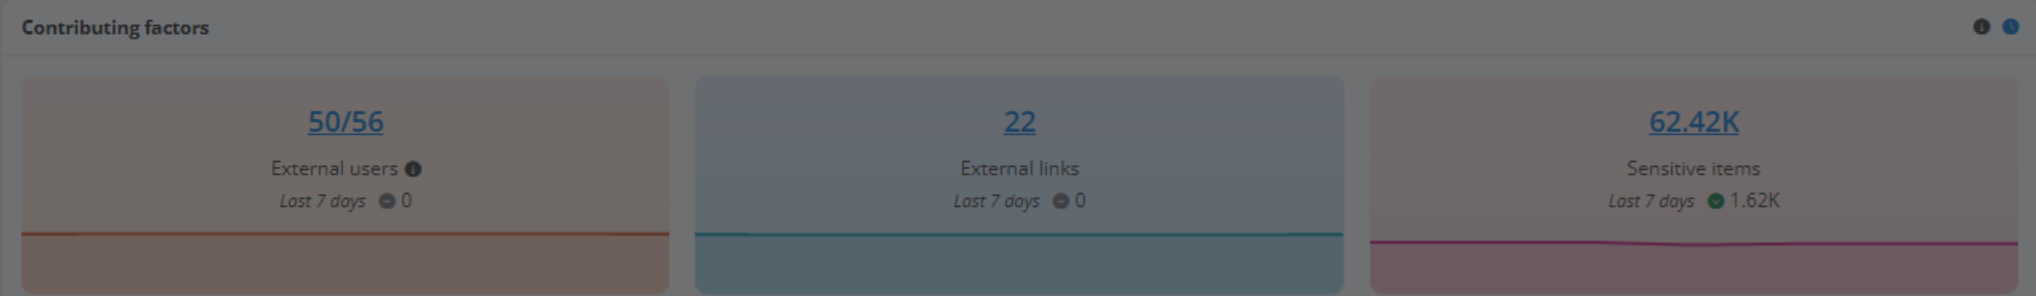 Contributing factors
50/56
External users
Last 7 days 0
22
External links
Last 7 days 0
62.42K
Sensitive items
Last 7 days 1.62K